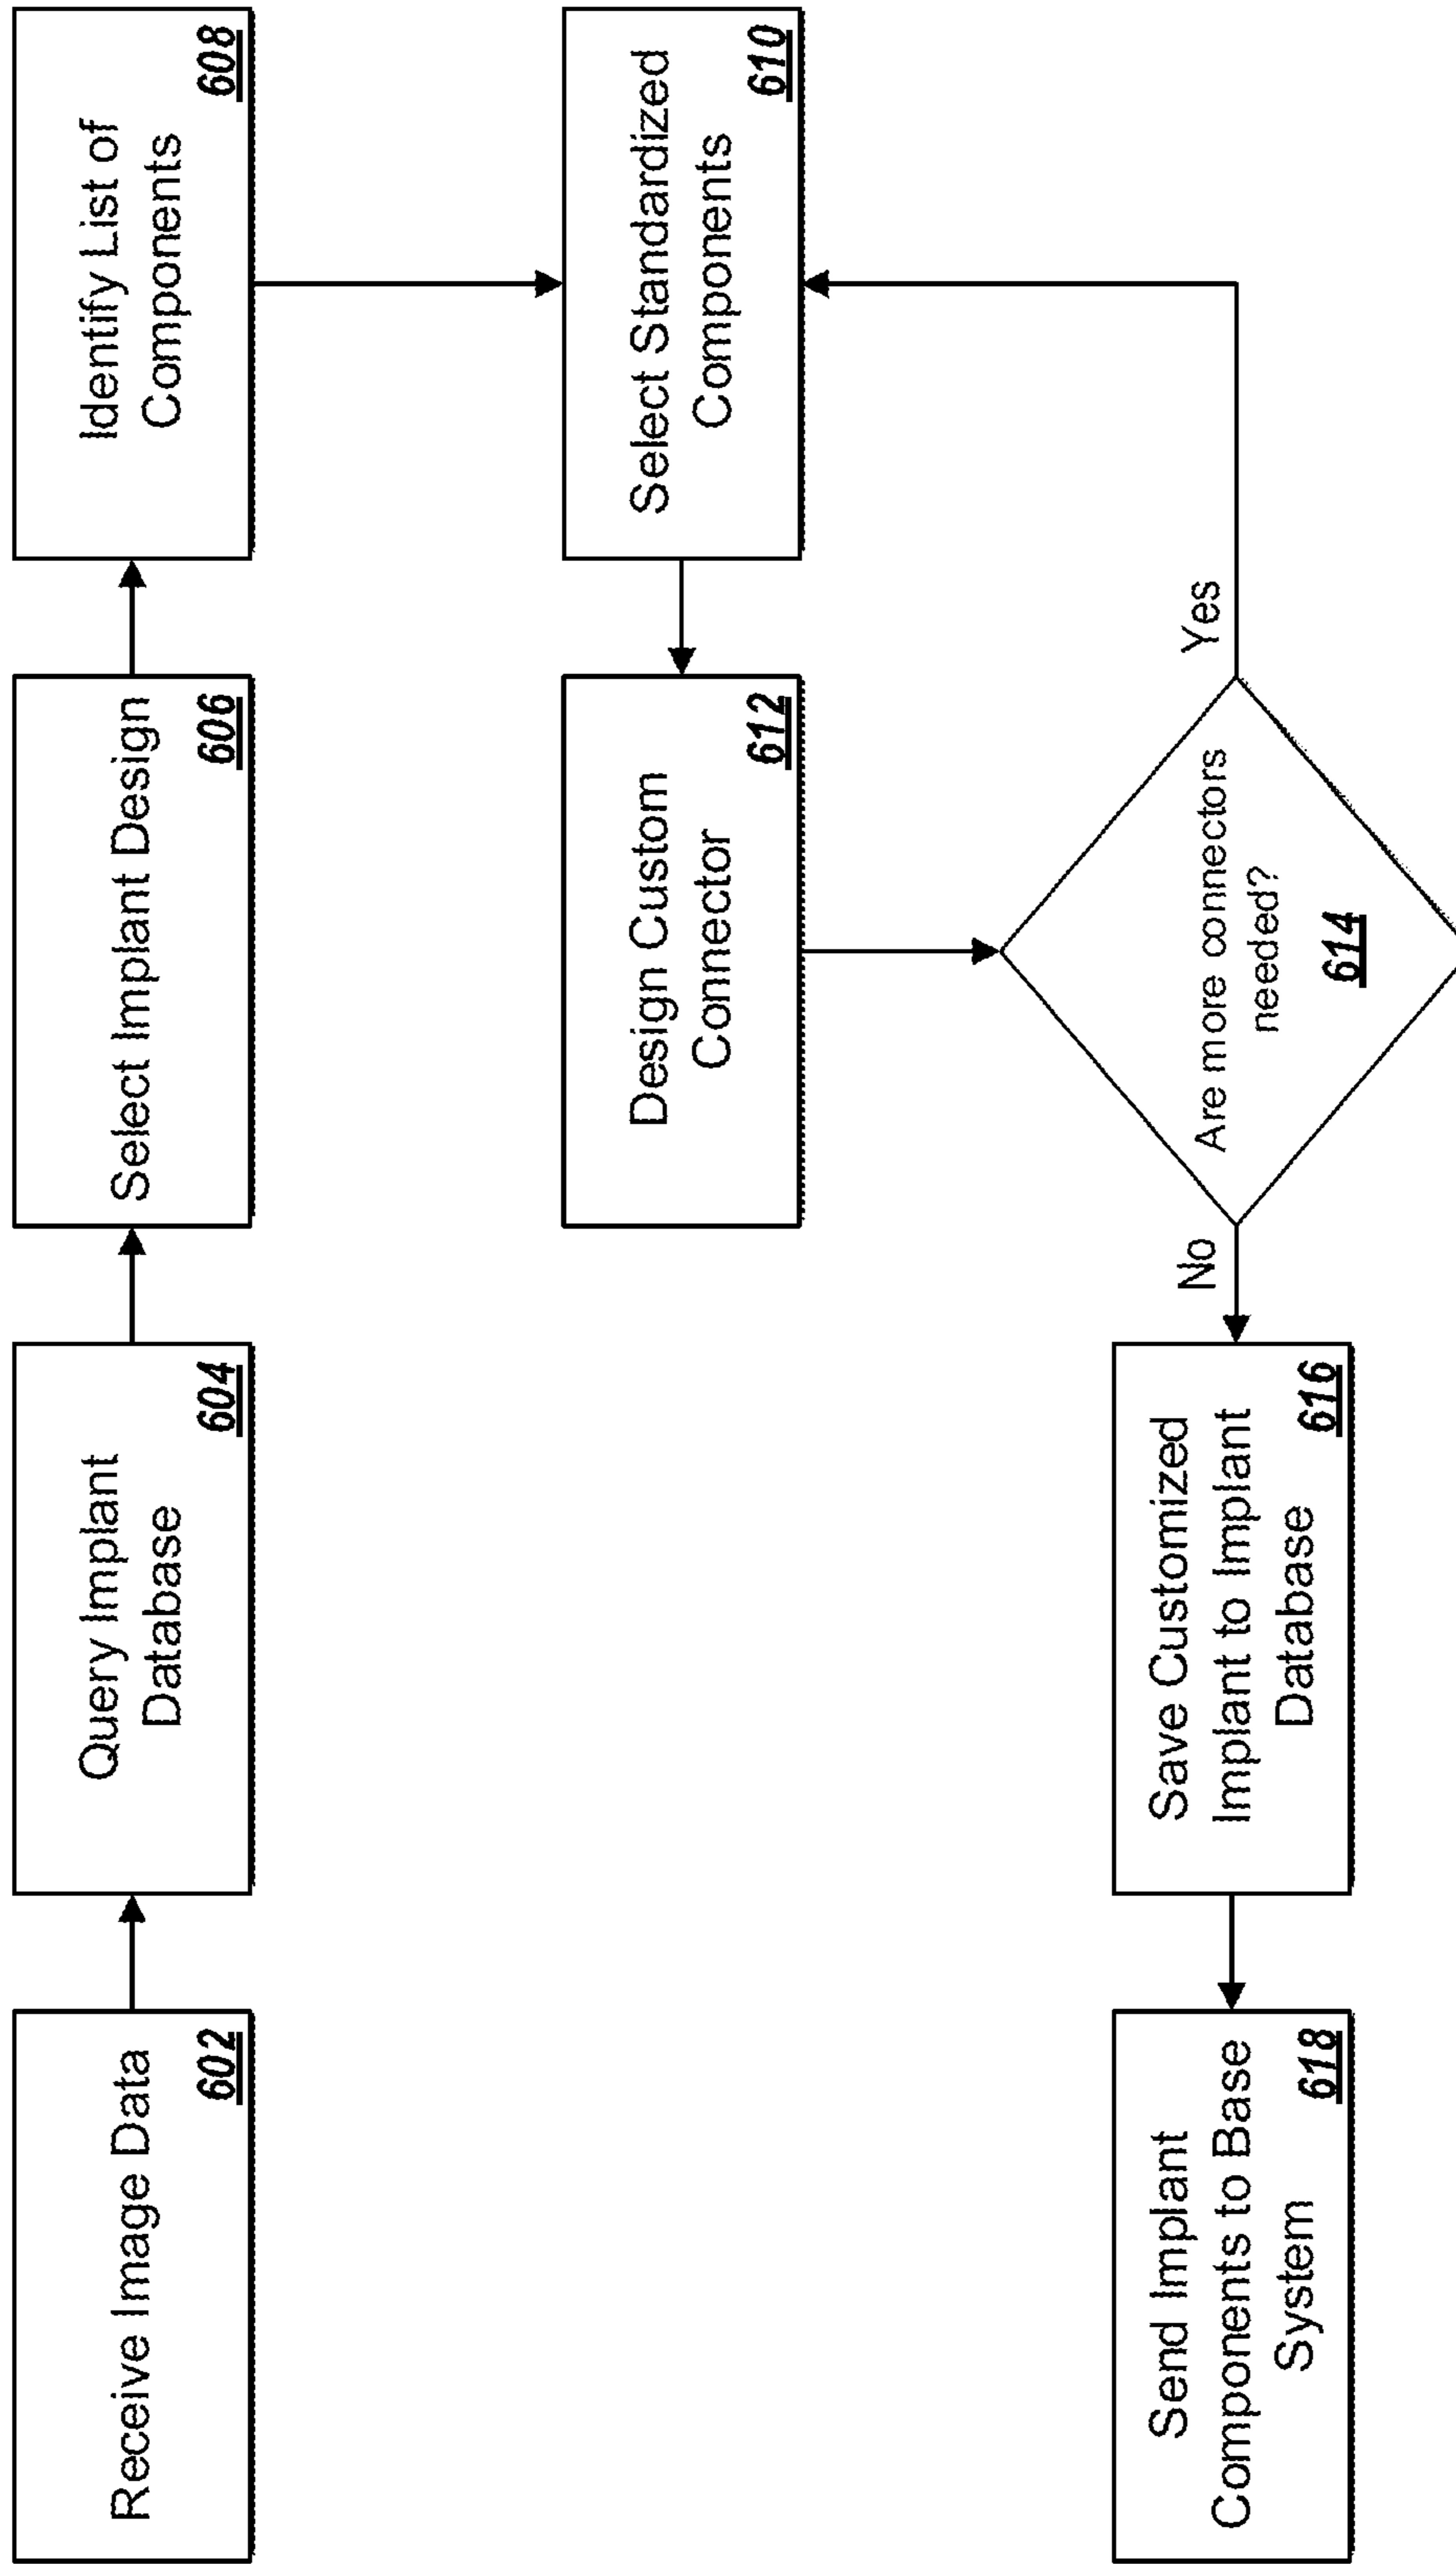 Receive Image Data
602
Query Implant
Database
604
Select Implant Design
606
Identify List of
Components
608
Select Standardized
Components
610
Design Custom
Connector
612
Are more connectors
needed?
614
Yes
No
Save Customized
Implant to Implant
Database
616
Send Implant
Components to Base
System
618